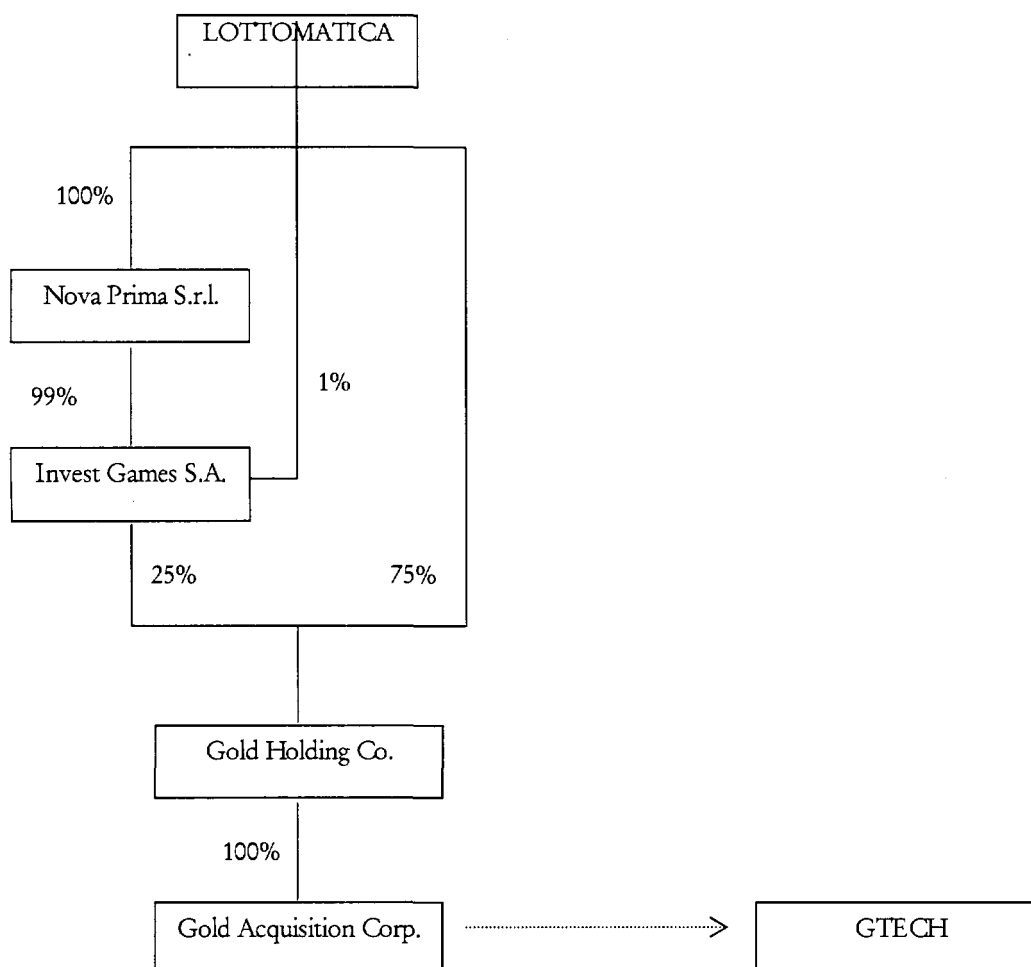 LOTTOMATICA
100%
Nova Prima S.r.l.
99%
1%
Invest Games S.A.
25%
75%
Gold Holding Co.
100%
Gold Acquisition Corp.
GTECH